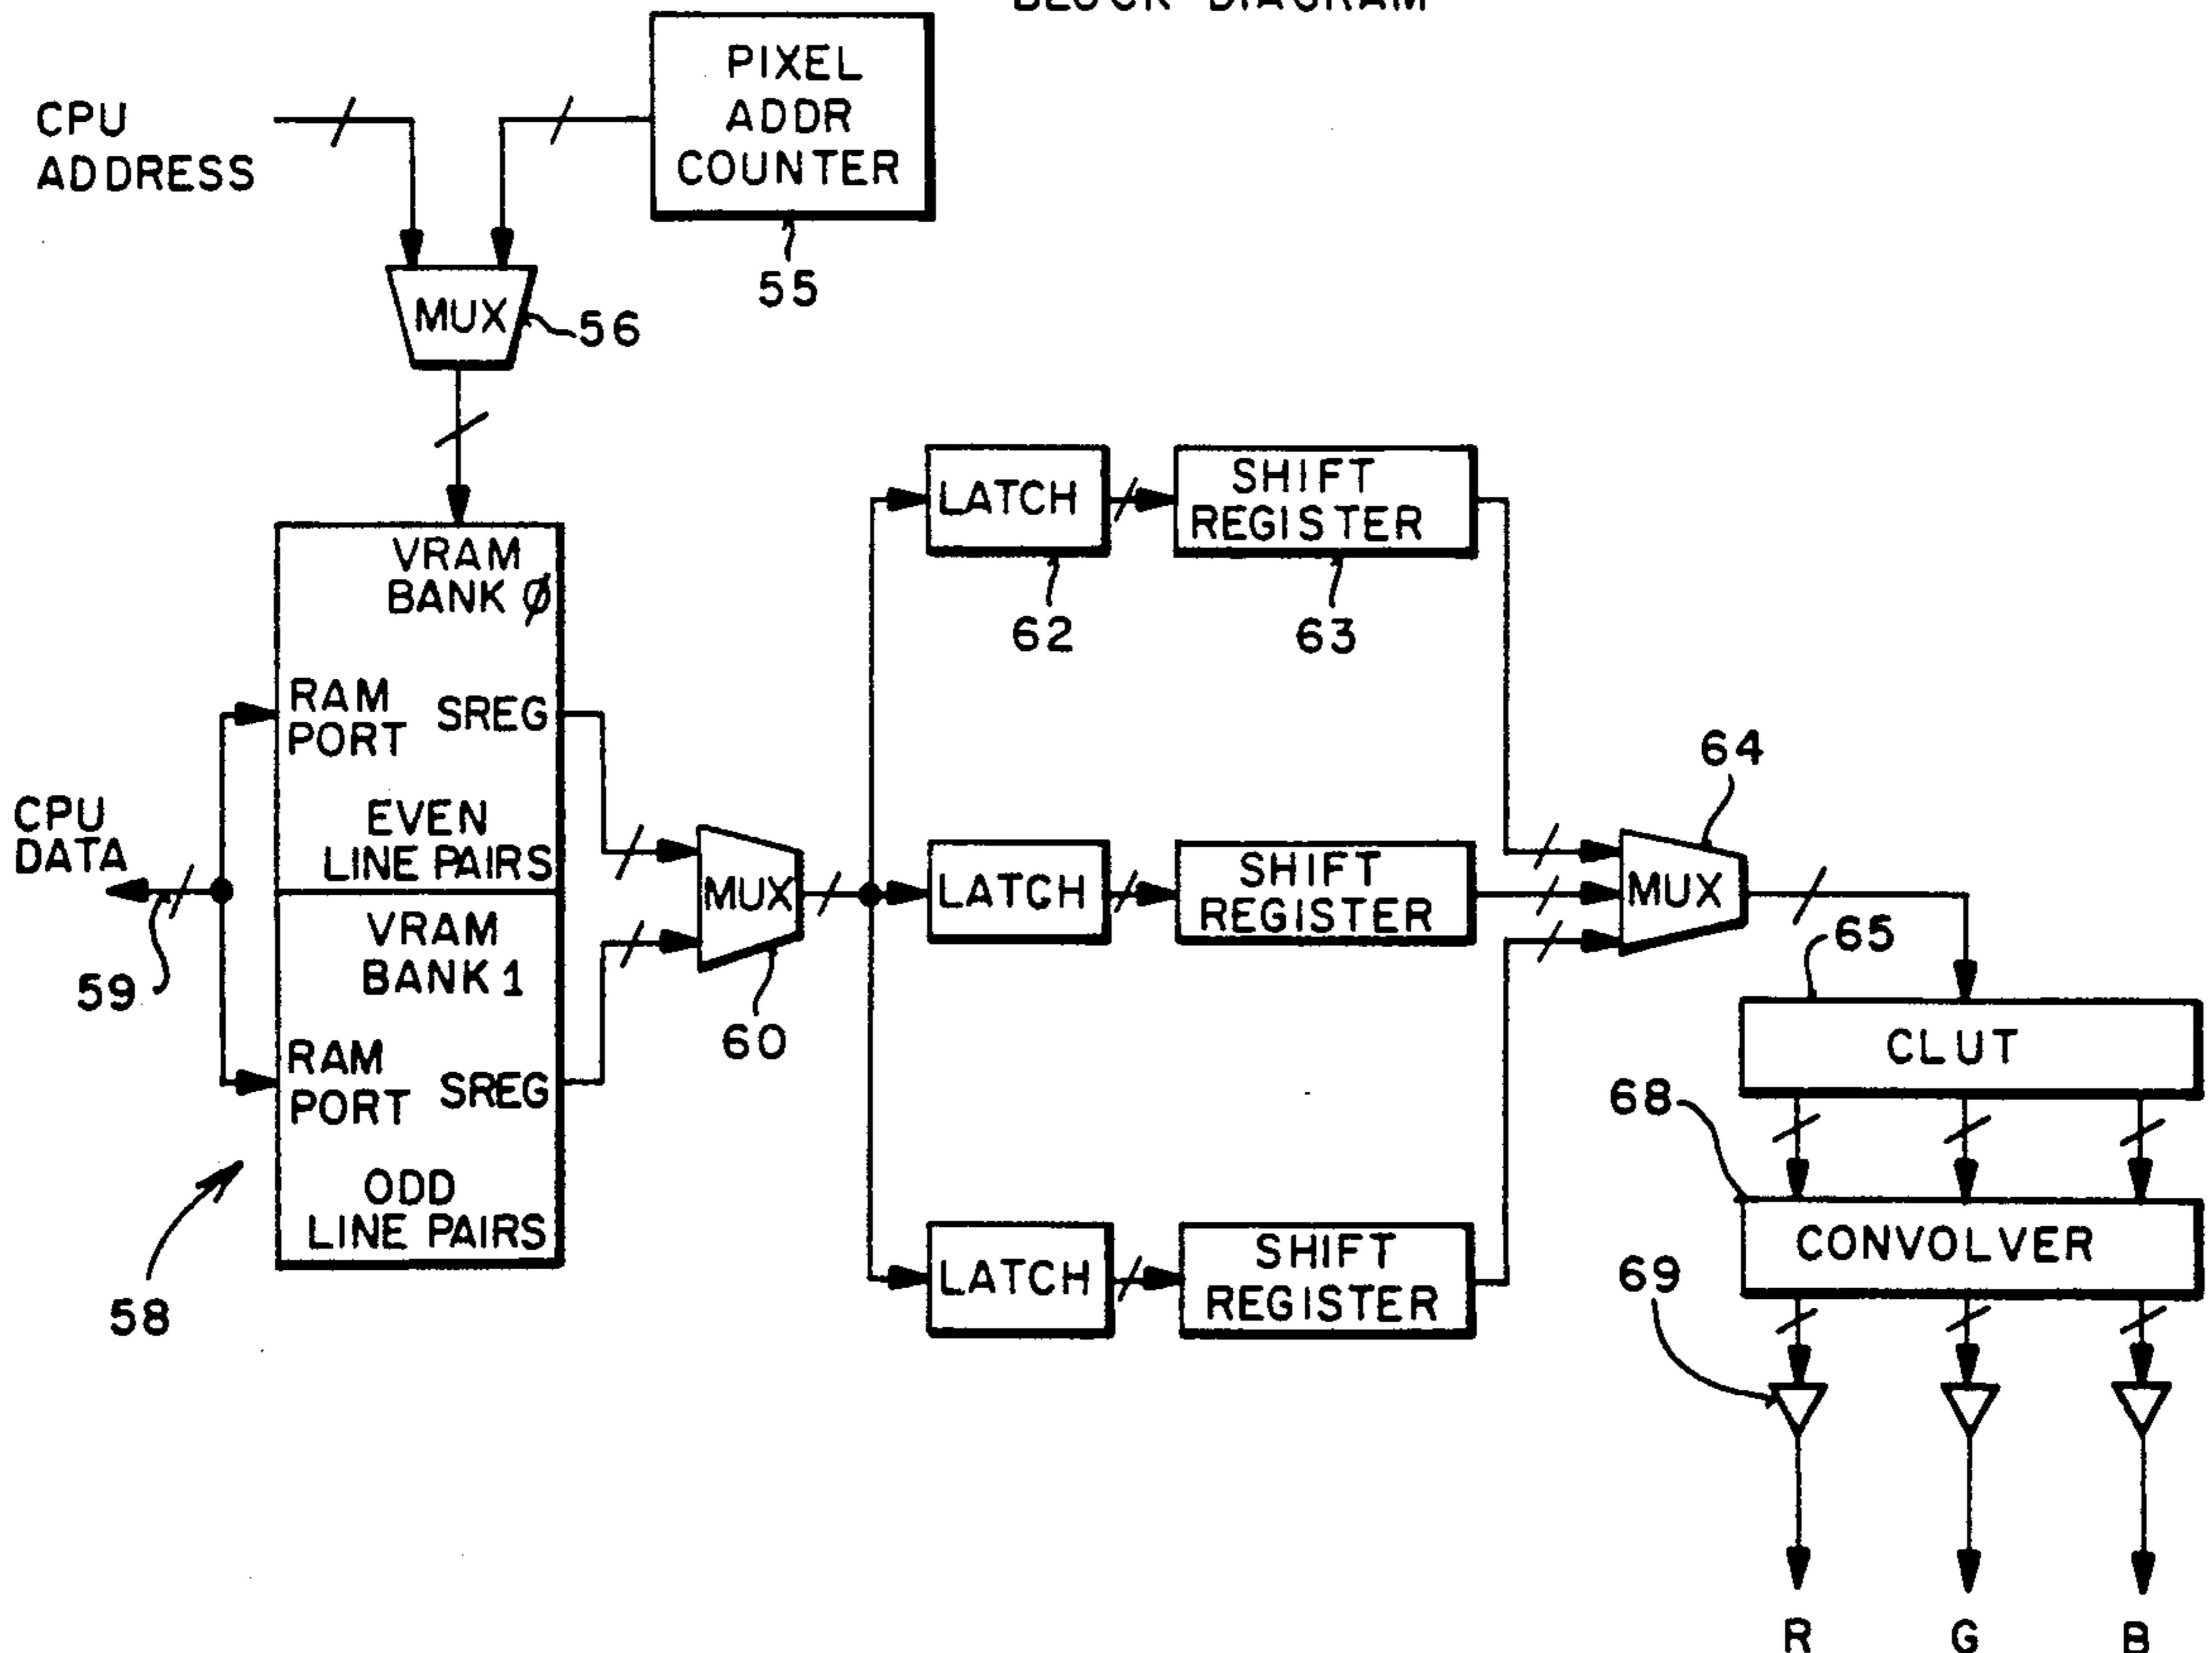 BLOCK DIAGRAM
PIXEL
ADDR
COUNTER
55
CPU
ADDRESS
MUX
56
VRAM
BANK Ø
RAM
PORT
SREG
EVEN
LINE PAIRS
CPU
DATA
59
VRAM
BANK 1
RAM
PORT
SREG
ODD
LINE PAIRS
58
MUX
60
LATCH
62
SHIFT
REGISTER
63
LATCH
SHIFT
REGISTER
LATCH
SHIFT
REGISTER
64
MUX
65
CLUT
68
CONVOLVER
69
R
G
B